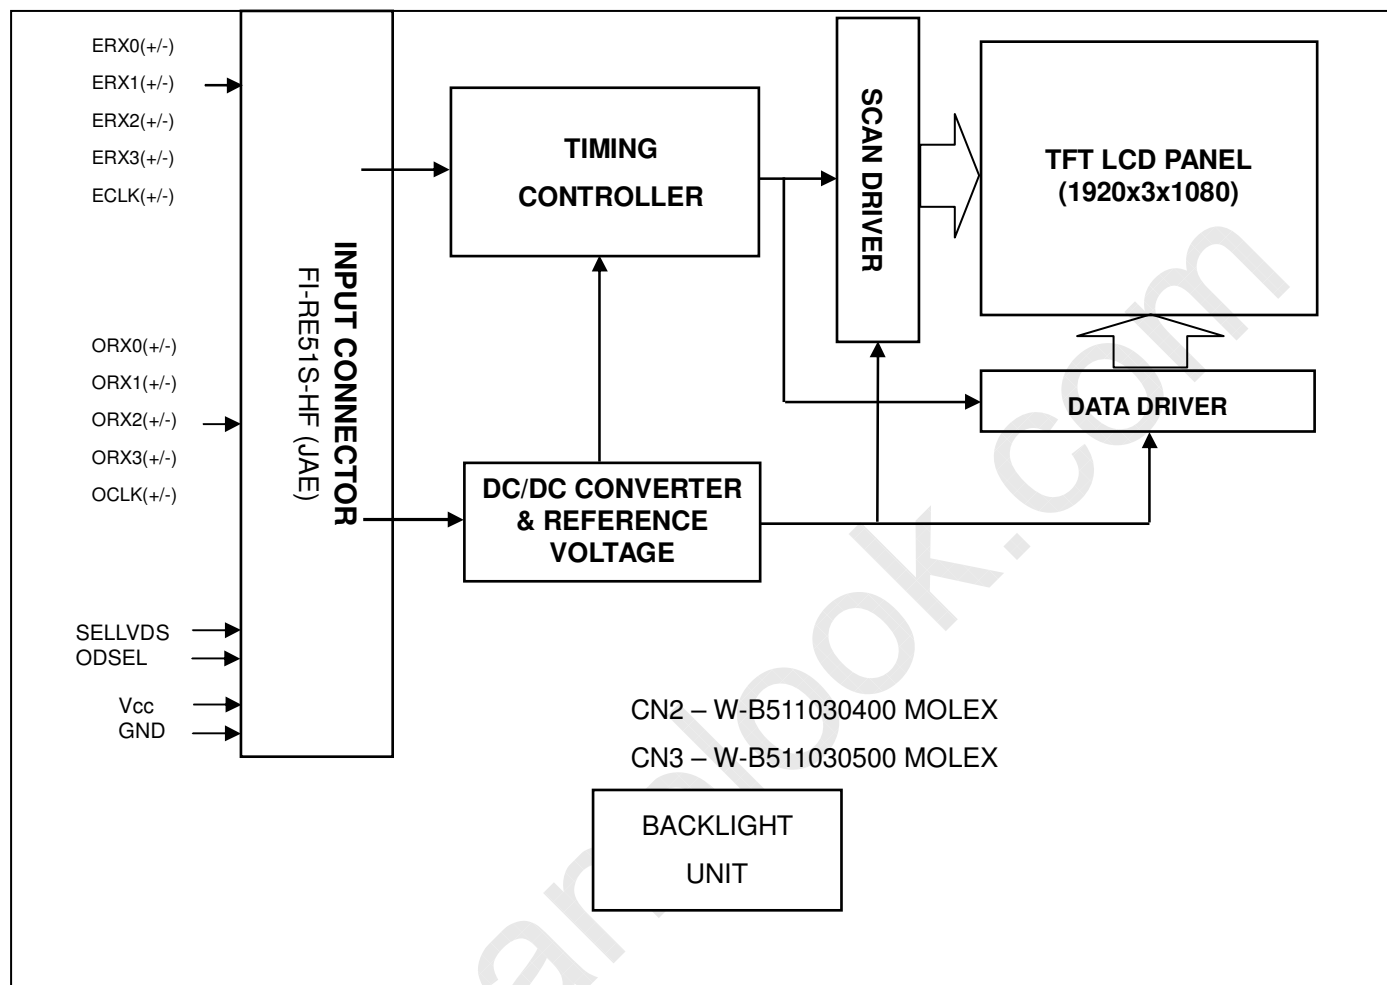 ERX0(+/-)
ERX1(+/-)
ERX2(+/-)
ERX3(+/-)
ECLK(+/-)
ORX0(+/-)
ORX1(+/-)
ORX2(+/-)
ORX3(+/-)
OCLK(+/-)
SELLVDS
ODSEL
Vcc
GND
INPUT CONNECTOR
FI-RE51S-HF (JAE)
TIMING
CONTROLLER
SCAN DRIVER
TFT LCD PANEL
(1920x3x1080)
DATA DRIVER
DC/DC CONVERTER
& REFERENCE
VOLTAGE
CN2 – W-B511030400 MOLEX
CN3 – W-B511030500 MOLEX
BACKLIGHT
UNIT